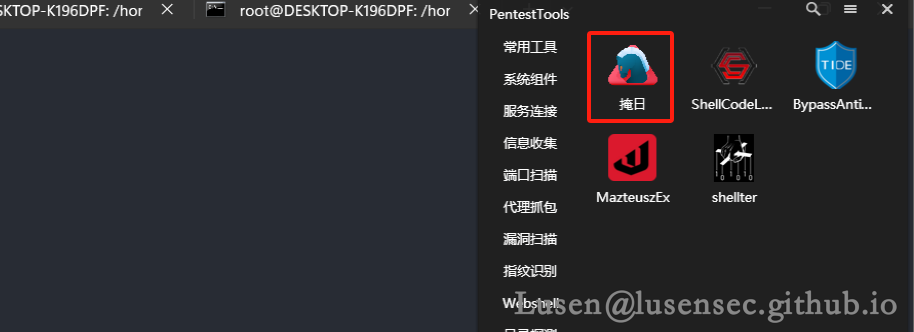 KTOP-K196DPF: /hor
root@DESKTOP-K196DPF: /hor
PentestTools
常用工具
系统组件
服务连接
信息收集
端口扫描
代理抓包
漏洞扫描
指纹识别
Webshell
掩日
ShellCodeL...
TIDE
BypassAnti...
MazteuszEx
shellter
Lusen@lusensec.github.io